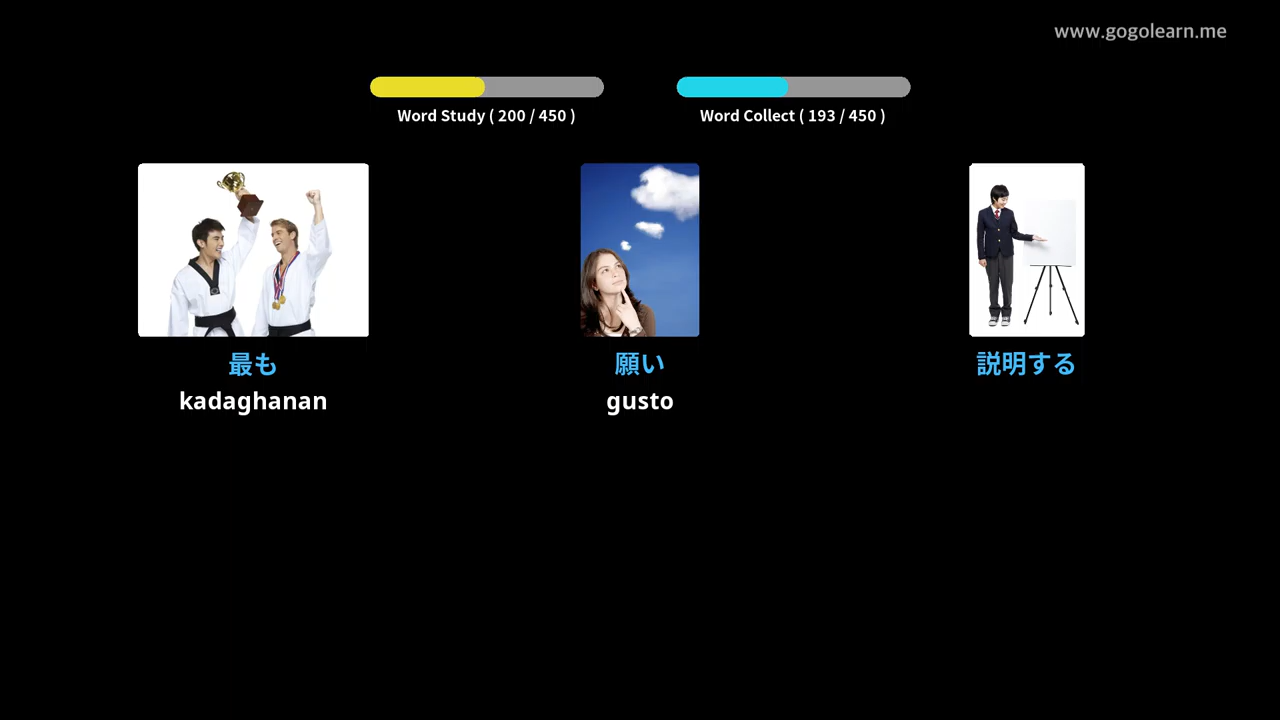 www.gogolearn.me
Word Study ( 200 / 450 )
Word Collect ( 193 / 450 )
最も
願い
説明する
kadaghanan
gusto